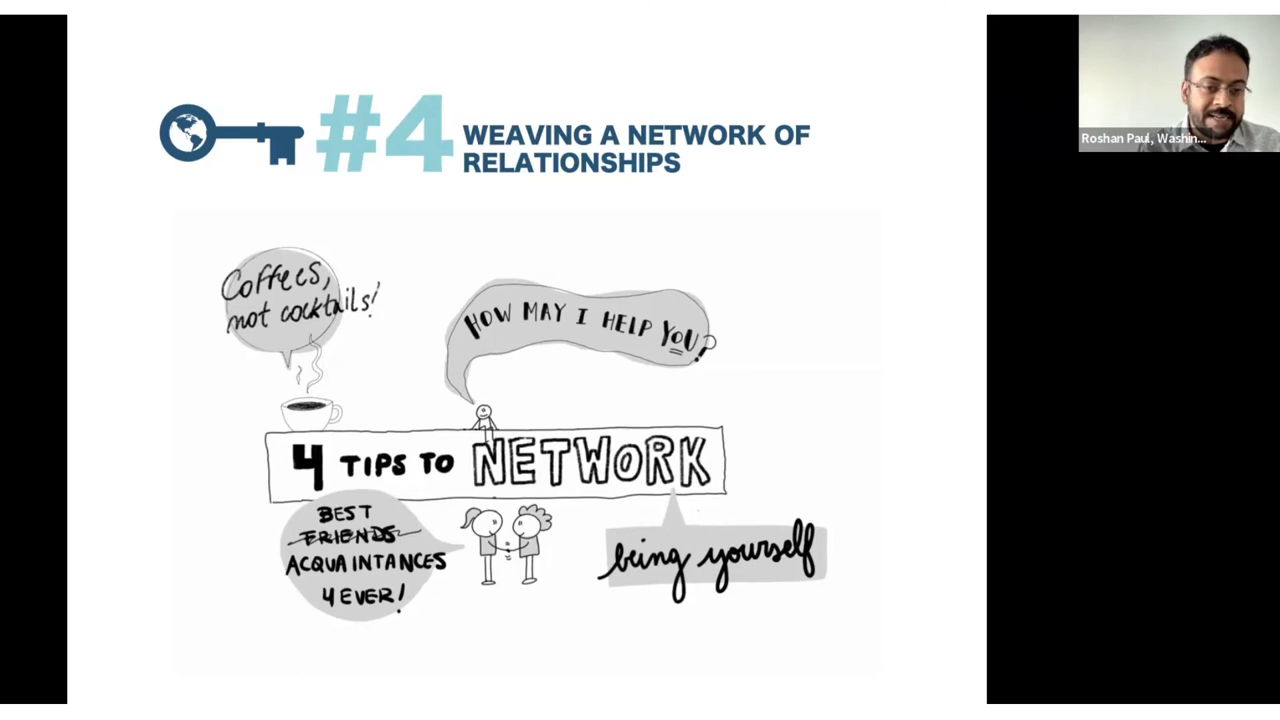 #4 WEAVING A NETWORK OF
RELATIONSHIPS
Roshan Paul, Washin...
Coffees,
not cocktails!
HOW MAY I HELP YOU?
4 TIPS TO NETWORK
BEST
FRIENDS
ACQUAINTANCES
4 EVER!
being yourself